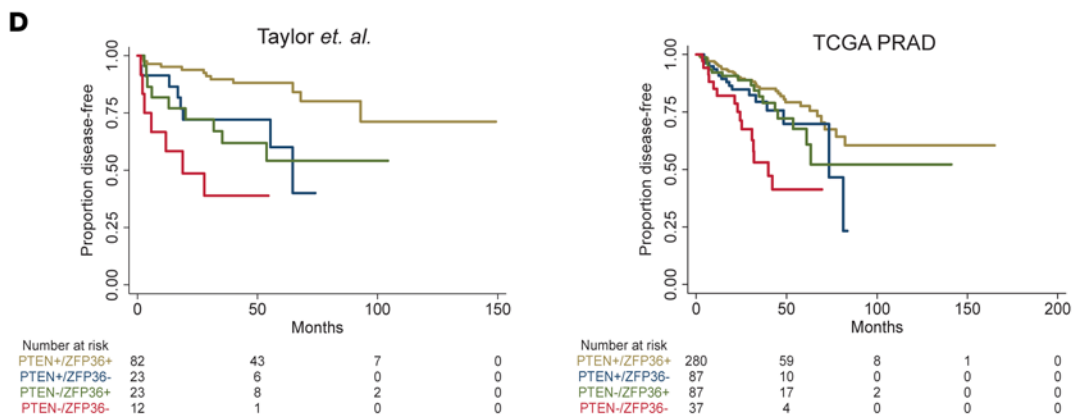 D
Taylor et. al.
Proportion disease-free
1.00
0.75
0.50
0.25
0.00
0 50 100 150
Months
Number at risk
PTEN+/ZFP36+ 82 43 7 0
PTEN+/ZFP36- 23 6 0 0
PTEN-/ZFP36+ 23 8 2 0
PTEN-/ZFP36- 12 1 0 0
TCGA PRAD
Proportion disease-free
1.00
0.75
0.50
0.25
0.00
0 50 100 150 200
Months
Number at risk
PTEN+/ZFP36+ 280 59 8 1 0
PTEN+/ZFP36- 87 10 0 0 0
PTEN-/ZFP36+ 87 17 2 0 0
PTEN-/ZFP36- 37 4 0 0 0